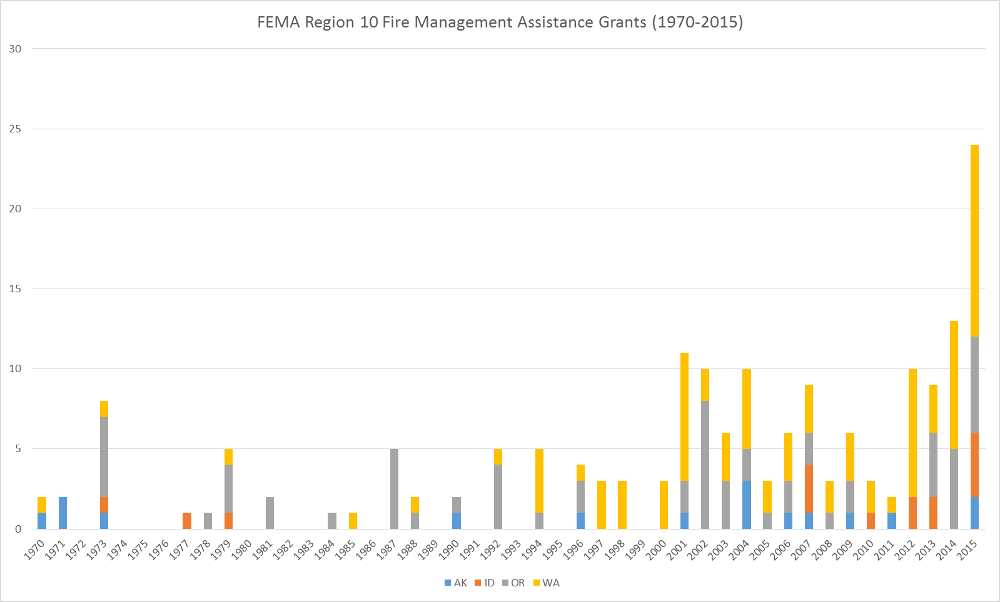 FEMA Region 10 Fire Management Assistance Grants (1970-2015)
30
25
20
15
10
5
0
1970 1971 1972 1973 1974 1975 1976 1977 1978 1979 1980 1981 1982 1983 1984 1985 1986 1987 1988 1989 1990 1991 1992 1993 1994 1995 1996 1997 1998 1999 2000 2001 2002 2003 2004 2005 2006 2007 2008 2009 2010 2011 2012 2013 2014 2015
AK ID OR WA